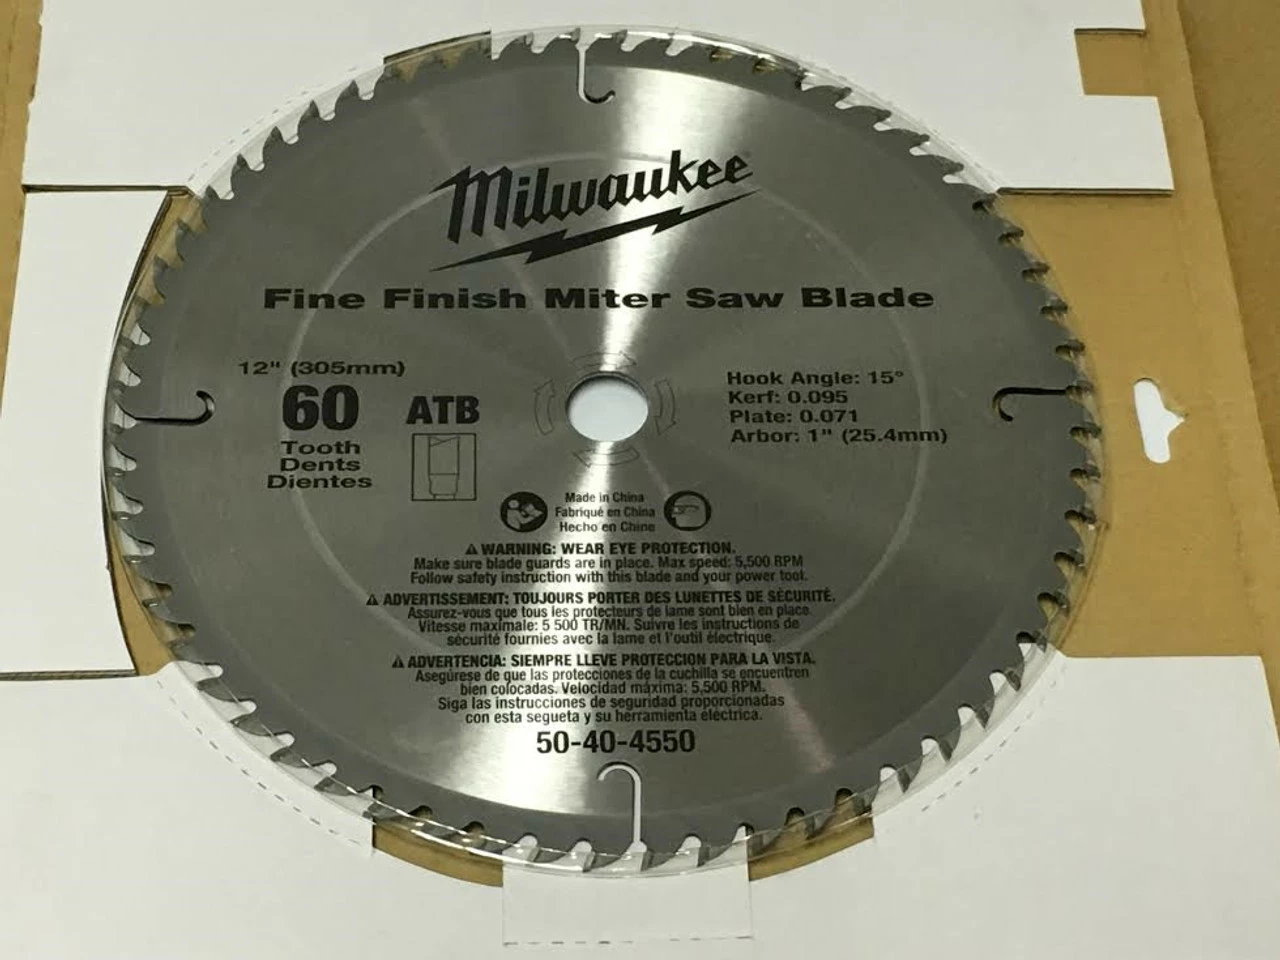 Milwaukee
Fine Finish Miter Saw Blade
12" (305mm)
60
Tooth
Dents
Dientes
ATB
Hook Angle: 15°
Kerf: 0.095
Plate: 0.071
Arbor: 1" (25.4mm)
Made in China
Fabriqué en China
Hecho en Chine
⚠ WARNING: WEAR EYE PROTECTION.
Make sure blade guards are in place. Max speed: 5,500 RPM
Follow safety instruction with this blade and your power tool.
⚠ ADVERTISSEMENT: TOUJOURS PORTER DES LUNETTES DE SÉCURITÉ.
Assurez-vous que tous les protecteurs de lame sont bien en place.
Vitesse maximale: 5 500 TR/MN. Suivre les instructions de
sécurité fournies avec la lame et l'outil électrique.
⚠ ADVERTENCIA: SIEMPRE LLEVE PROTECCION PARA LA VISTA.
Asegúrese de que las protecciones de la cuchilla se encuentren
bien colocadas. Velocidad máxima: 5,500 RPM.
Siga las instrucciones de seguridad proporcionadas
con esta segueta y su herramienta eléctrica.
50-40-4550